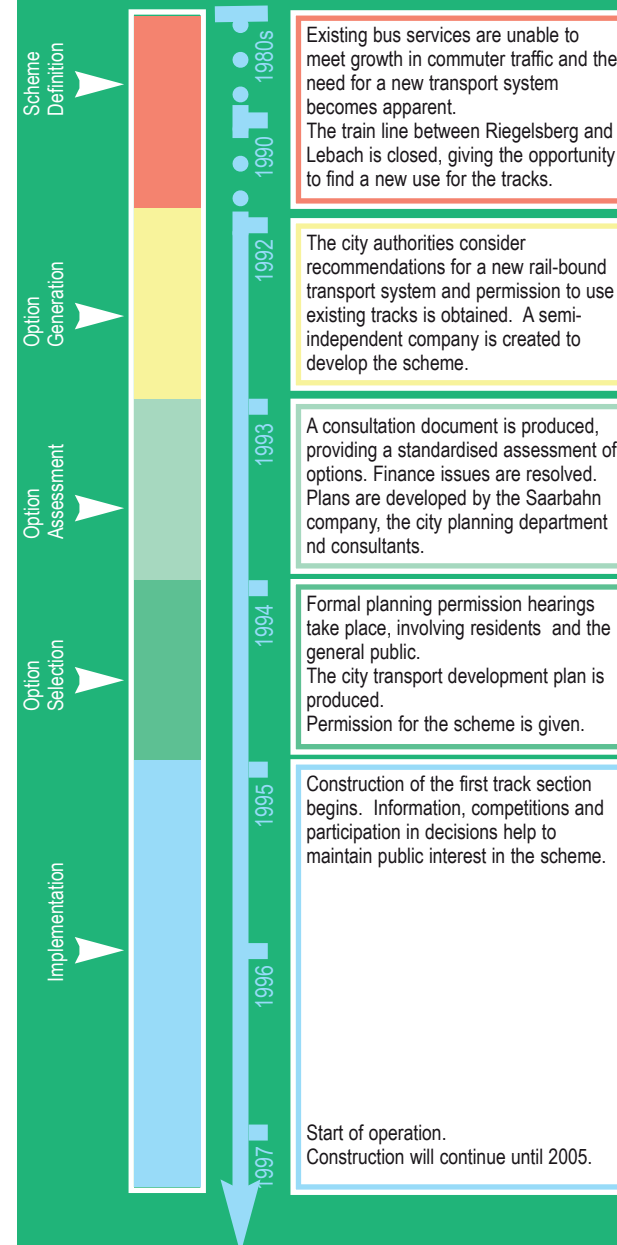 Scheme
Definition
1980s
1990
Existing bus services are unable to
meet growth in commuter traffic and the
need for a new transport system
becomes apparent.
The train line between Riegelsberg and
Lebach is closed, giving the opportunity
to find a new use for the tracks.
Option
Generation
1992
The city authorities consider
recommendations for a new rail-bound
transport system and permission to use
existing tracks is obtained.  A semi-
independent company is created to
develop the scheme.
Option
Assessment
1993
A consultation document is produced,
providing a standardised assessment of
options. Finance issues are resolved.
Plans are developed by the Saarbahn
company, the city planning department
nd consultants.
Option
Selection
1994
Formal planning permission hearings
take place, involving residents  and the
general public.
The city transport development plan is
produced.
Permission for the scheme is given.
Implementation
1995
Construction of the first track section
begins.  Information, competitions and
participation in decisions help to
maintain public interest in the scheme.
1996
1997
Start of operation.
Construction will continue until 2005.